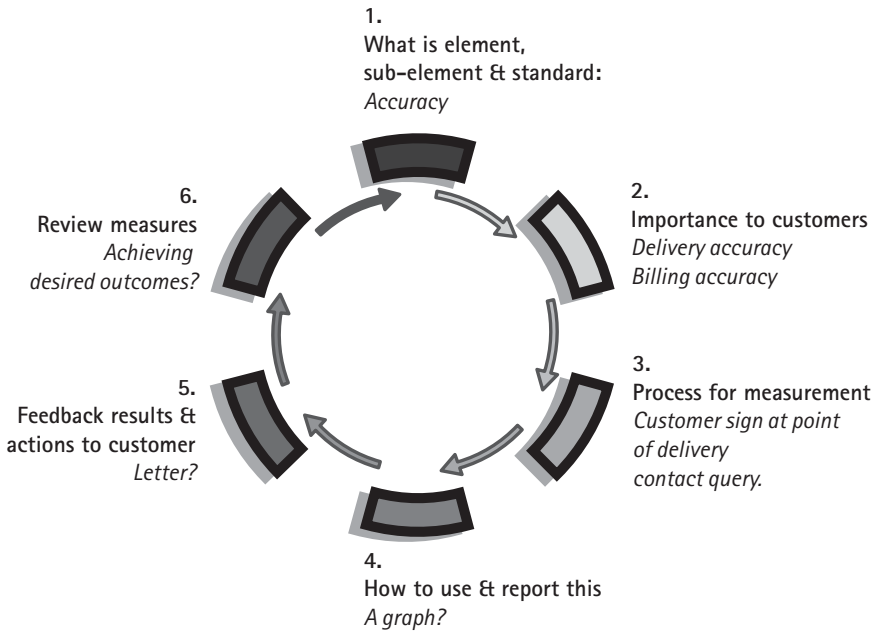 1.
What is element,
sub-element & standard:
Accuracy
2.
Importance to customers
Delivery accuracy
Billing accuracy
3.
Process for measurement
Customer sign at point
of delivery
contact query.
4.
How to use & report this
A graph?
5.
Feedback results &
actions to customer
Letter?
6.
Review measures
Achieving
desired outcomes?